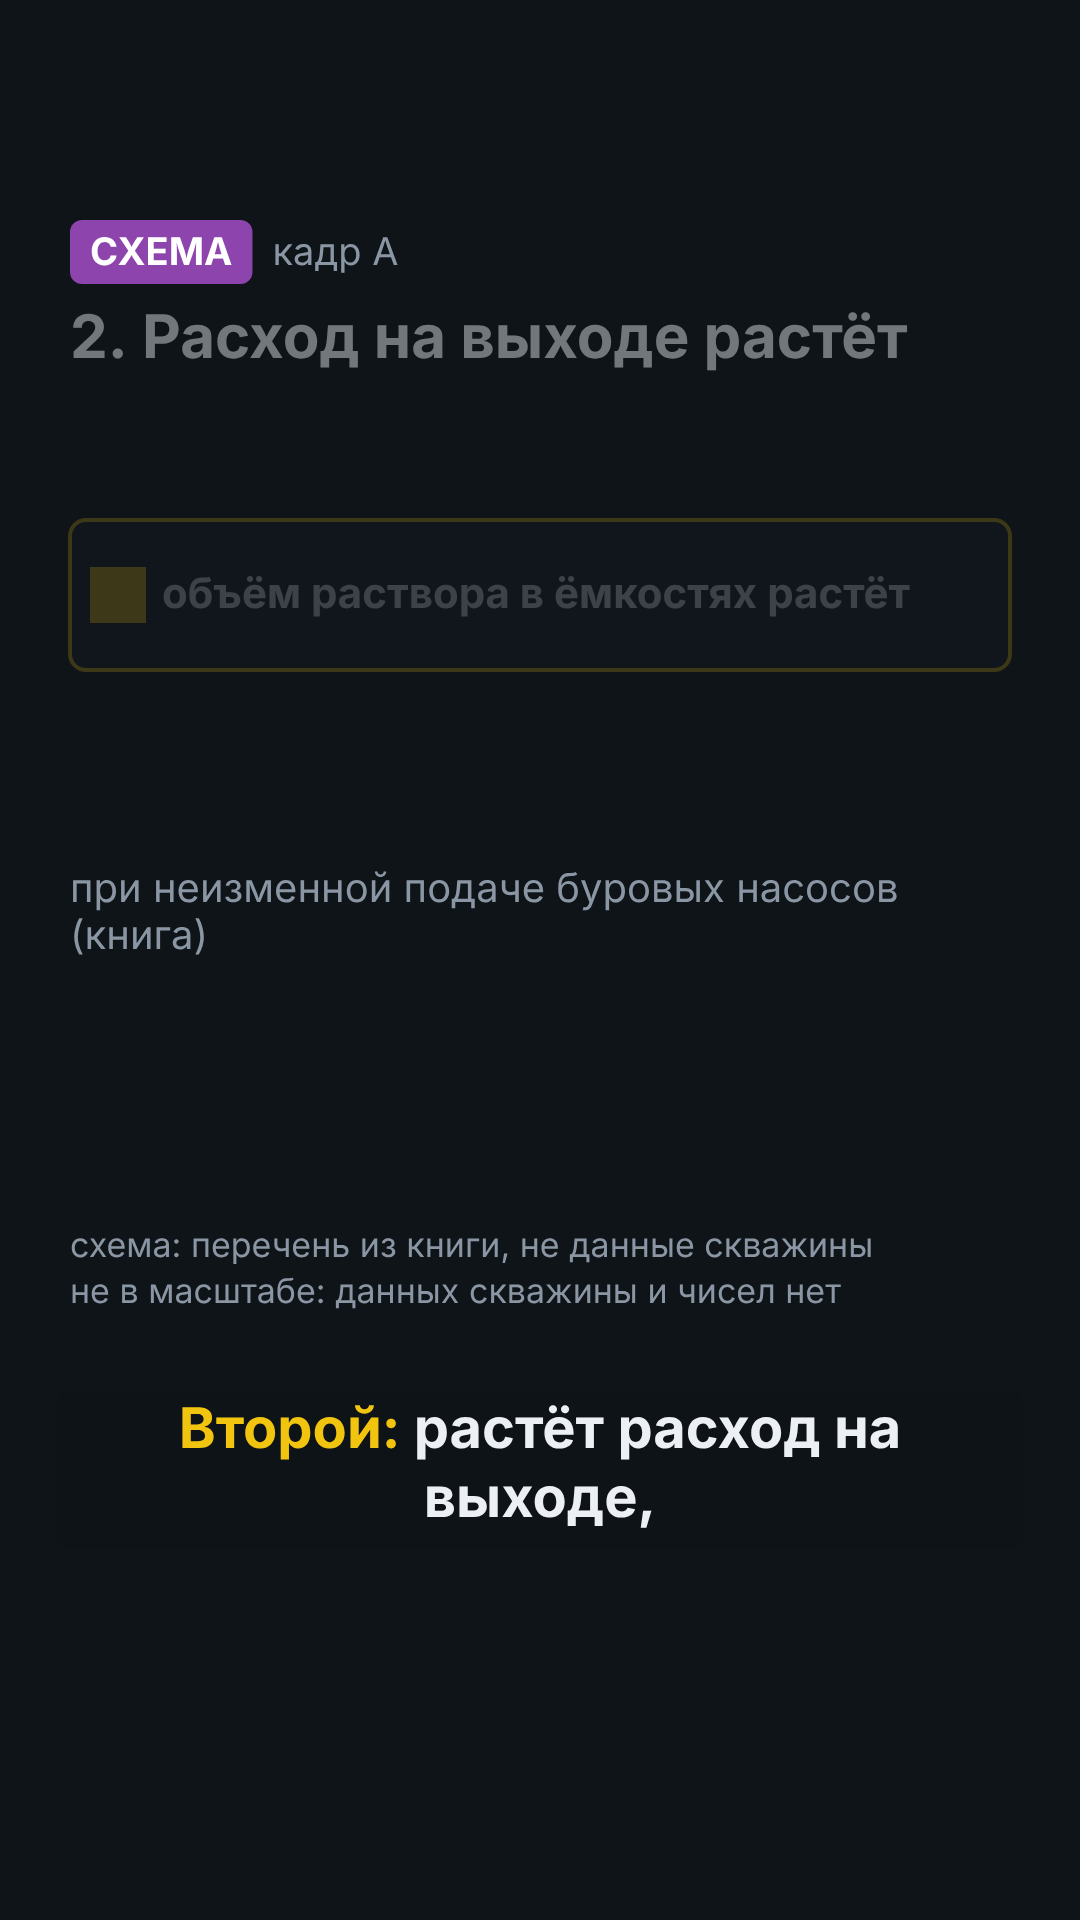 СХЕМА кадр А
2. Расход на выходе растёт
объём раствора в ёмкостях растёт
при неизменной подаче буровых насосов
(книга)
схема: перечень из книги, не данные скважины
не в масштабе: данных скважины и чисел нет
Второй: растёт расход на
выходе,